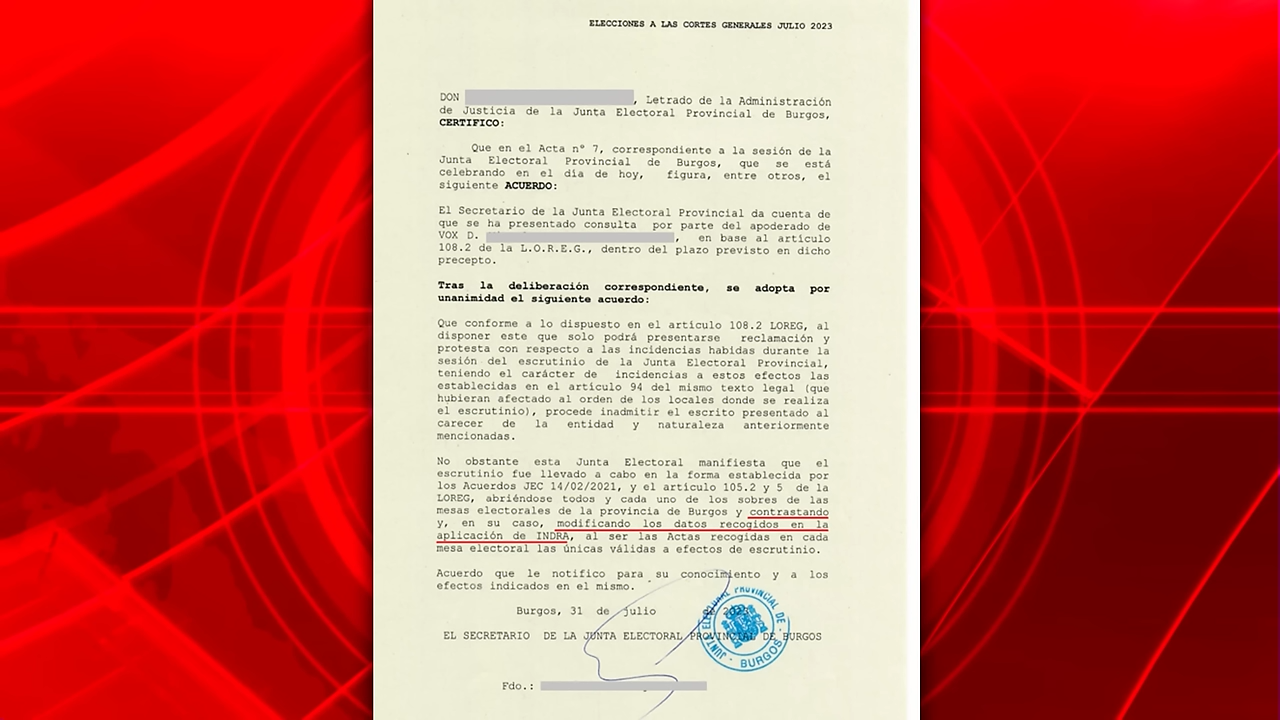 ELECCIONES A LAS CORTES GENERALES JULIO 2023
DON , Letrado de la Administración
de Justicia de la Junta Electoral Provincial de Burgos,
CERTIFICO:
Que en el Acta nº 7, correspondiente a la sesión de la
Junta Electoral Provincial de Burgos, que se está
celebrando en el día de hoy, figura, entre otros, el
siguiente ACUERDO:
El Secretario de la Junta Electoral Provincial da cuenta de
que se ha presentado consulta por parte del apoderado de
VOX D. , en base al artículo
108.2 de la L.O.R.E.G., dentro del plazo previsto en dicho
precepto.
Tras la deliberación correspondiente, se adopta por
unanimidad el siguiente acuerdo:
Que conforme a lo dispuesto en el artículo 108.2 LOREG, al
disponer este que solo podrá presentarse reclamación y
protesta con respecto a las incidencias habidas durante la
sesión del escrutinio de la Junta Electoral Provincial,
teniendo el carácter de incidencias a estos efectos las
establecidas en el artículo 94 del mismo texto legal (que
hubieran afectado al orden de los locales donde se realiza
el escrutinio), procede inadmitir el escrito presentado al
carecer de la entidad y naturaleza anteriormente
mencionadas.
No obstante esta Junta Electoral manifiesta que el
escrutinio fue llevado a cabo en la forma establecida por
los Acuerdos JEC 14/02/2021, y el artículo 105.2 y 5 de la
LOREG, abriéndose todos y cada uno de los sobres de las
mesas electorales de la provincia de Burgos y contrastando
y, en su caso, modificando los datos recogidos en la
aplicación de INDRA, al ser las Actas recogidas en cada
mesa electoral las únicas válidas a efectos de escrutinio.
Acuerdo que le notifico para su conocimiento y a los
efectos indicados en el mismo.
Burgos, 31 de julio de 2023
EL SECRETARIO DE LA JUNTA ELECTORAL PROVINCIAL DE BURGOS
JUNTA ELECTORAL PROVINCIAL DE - BURGOS -
Fdo.: